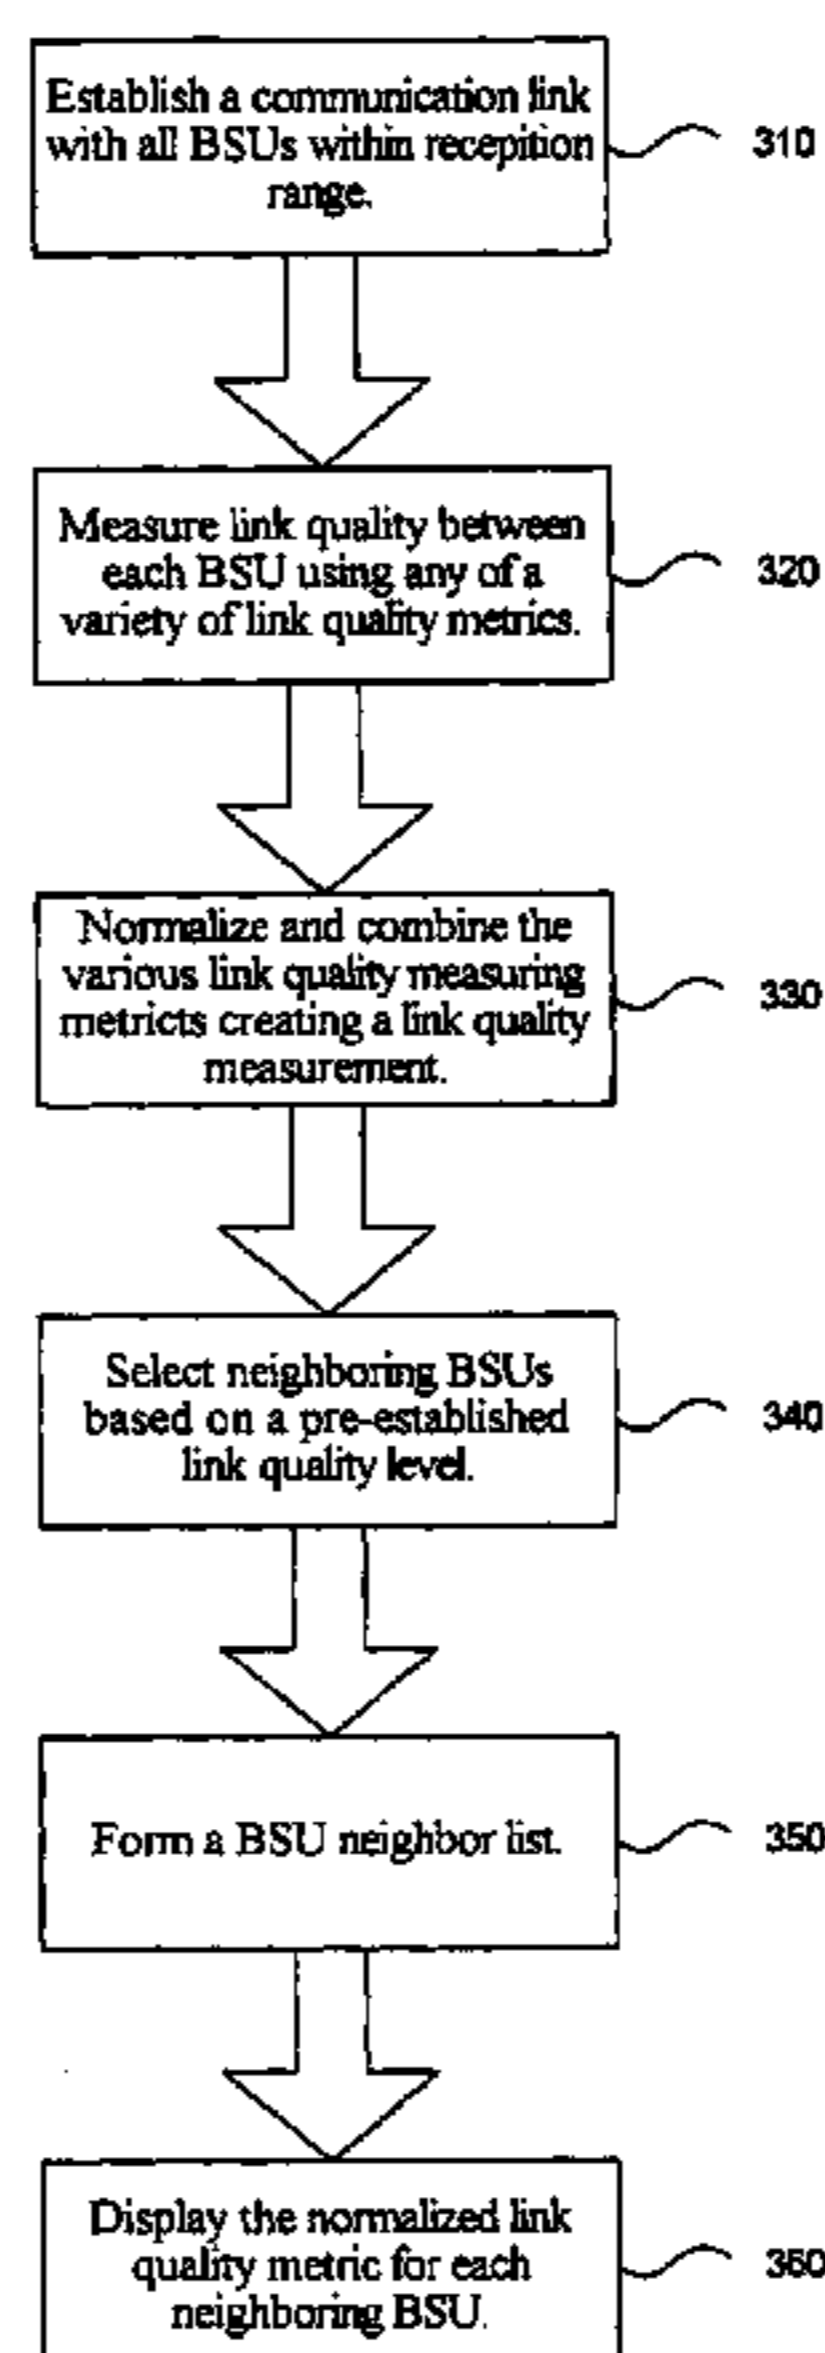 Establish a communication link
with all BSUs within recepition
range.
310
Measure link quality between
each BSU using any of a
variety of link quality metrics.
320
Normalize and combine the
various link quality measuring
metricts creating a link quality
measurement.
330
Select neighboring BSUs
based on a pre-established
link quality level.
340
Form a BSU neighbor list.
350
Display the normalized link
quality metric for each
neighboring BSU.
360